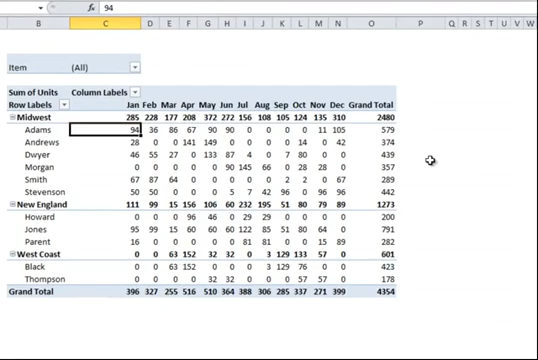 fx 94
B C D E F G H I J K L M N O P Q R S T U V W
Item (All)
Sum of Units Column Labels
Row Labels Jan Feb Mar Apr May Jun Jul Aug Sep Oct Nov Dec Grand Total
Midwest 285 228 177 208 372 272 156 108 105 124 135 310 2480
Adams 94 36 86 67 90 90 0 0 0 0 11 105 579
Andrews 28 0 0 141 149 0 0 0 0 14 0 42 374
Dwyer 46 55 27 0 133 87 4 0 7 80 0 0 439
Morgan 0 0 0 0 0 90 145 66 0 28 28 0 357
Smith 67 87 64 0 0 0 0 0 2 2 0 67 289
Stevenson 50 50 0 0 0 5 7 42 96 0 96 96 442
New England 111 99 15 156 106 60 232 195 51 80 79 89 1273
Howard 0 0 0 96 46 0 29 29 0 0 0 0 200
Jones 95 99 15 60 60 60 122 85 51 80 64 0 791
Parent 16 0 0 0 0 0 81 81 0 0 15 89 282
West Coast 0 0 63 152 32 32 0 3 129 133 57 0 601
Black 0 0 63 152 0 0 0 3 129 76 0 0 423
Thompson 0 0 0 0 32 32 0 0 0 57 57 0 178
Grand Total 396 327 255 516 510 364 388 306 285 337 271 399 4354